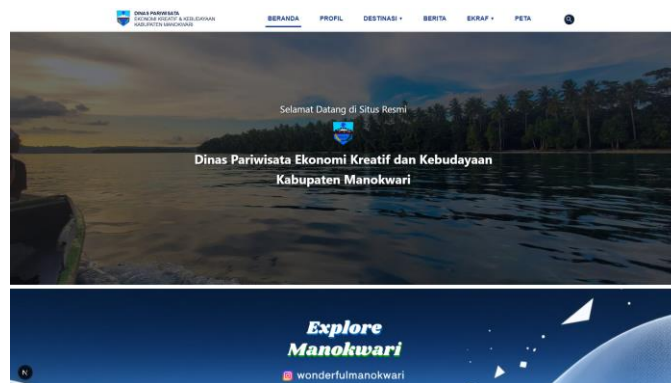 DINAS PARIWISATA
EKONOMI KREATIF & KEBUDAYAAN
KABUPATEN MANOKWARI
BERANDA PROFIL DESTINASI BERITA EKRAF PETA
Selamat Datang di Situs Resmi
Dinas Pariwisata Ekonomi Kreatif dan Kebudayaan
Kabupaten Manokwari
Explore
Manokwari
wonderfulmanokwari
N